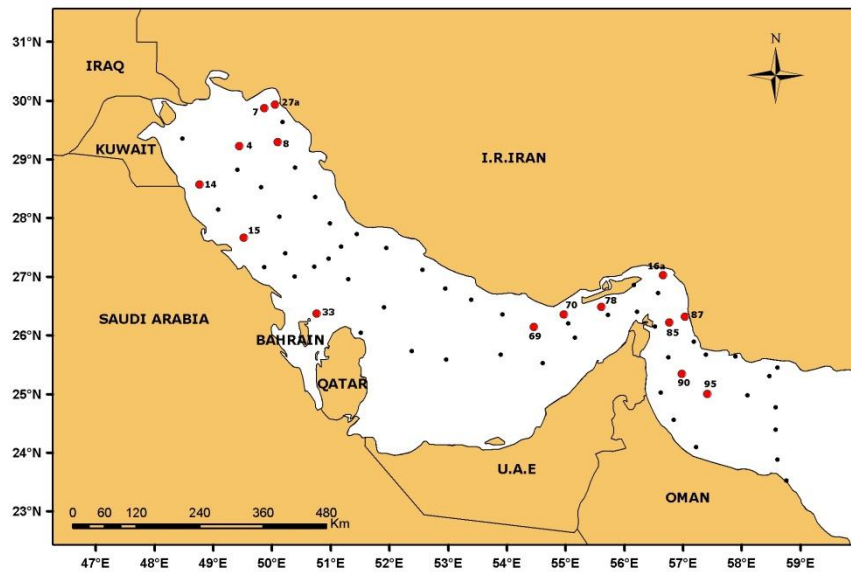 N
31°N
IRAQ
30°N
7
27a
KUWAIT
4
8
I.R.IRAN
29°N
14
28°N
15
27°N
16a
SAUDI ARABIA
33
70
78
87
26°N
BAHRAIN
69
85
QATAR
90
95
25°N
24°N
U.A.E
OMAN
23°N
0 60 120 240 360 480
Km
47°E 48°E 49°E 50°E 51°E 52°E 53°E 54°E 55°E 56°E 57°E 58°E 59°E